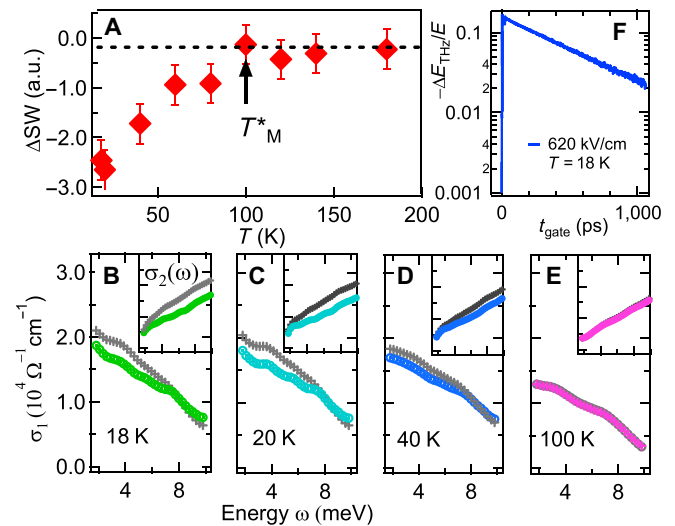 A
ΔSW (a.u.)
0.0
−1.0
−2.0
−3.0
T*M
50
100
150
200
T (K)
F
−ΔE_THz/E
0.1
4
2
0.01
4
2
0.001
620 kV/cm
T = 18 K
0
1,000
t_gate (ps)
B
σ2(ω)
C
D
E
σ1 (10⁴ Ω⁻¹ cm⁻¹)
3.0
2.0
1.0
0.0
18 K
20 K
40 K
100 K
4
8
4
8
4
8
4
8
Energy ω (meV)